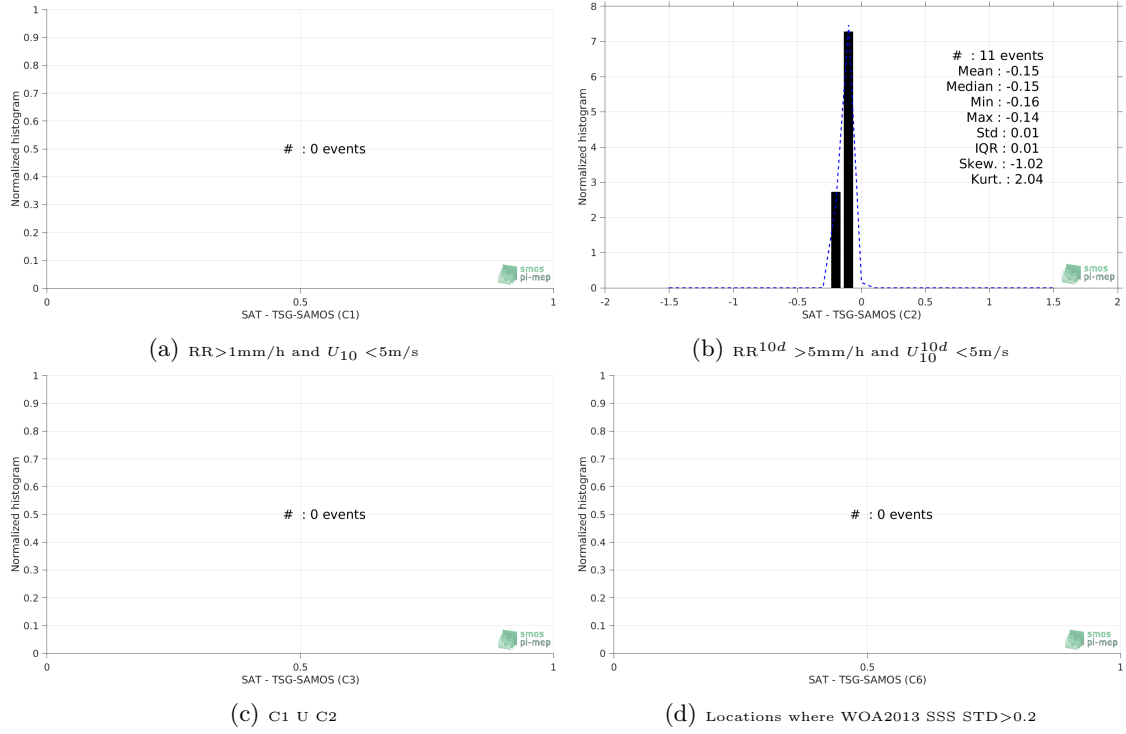 1
0.9
0.8
0.7
0.6
0.5
0.4
0.3
0.2
0.1
0
Normalized histogram
# : 0 events
smos
pi-mep
0 0.5 1
SAT - TSG-SAMOS (C1)
(a) RR>1mm/h and U10 <5m/s
8
7
6
5
4
3
2
1
0
Normalized histogram
# : 11 events
Mean : -0.15
Median : -0.15
Min : -0.16
Max : -0.14
Std : 0.01
IQR : 0.01
Skew. : -1.02
Kurt. : 2.04
smos
pi-mep
-2 -1.5 -1 -0.5 0 0.5 1 1.5 2
SAT - TSG-SAMOS (C2)
(b) RR10d >5mm/h and U10d10 <5m/s
1
0.9
0.8
0.7
0.6
0.5
0.4
0.3
0.2
0.1
0
Normalized histogram
# : 0 events
smos
pi-mep
0 0.5 1
SAT - TSG-SAMOS (C3)
(c) C1 U C2
1
0.9
0.8
0.7
0.6
0.5
0.4
0.3
0.2
0.1
0
Normalized histogram
# : 0 events
smos
pi-mep
0 0.5 1
SAT - TSG-SAMOS (C6)
(d) Locations where WOA2013 SSS STD>0.2